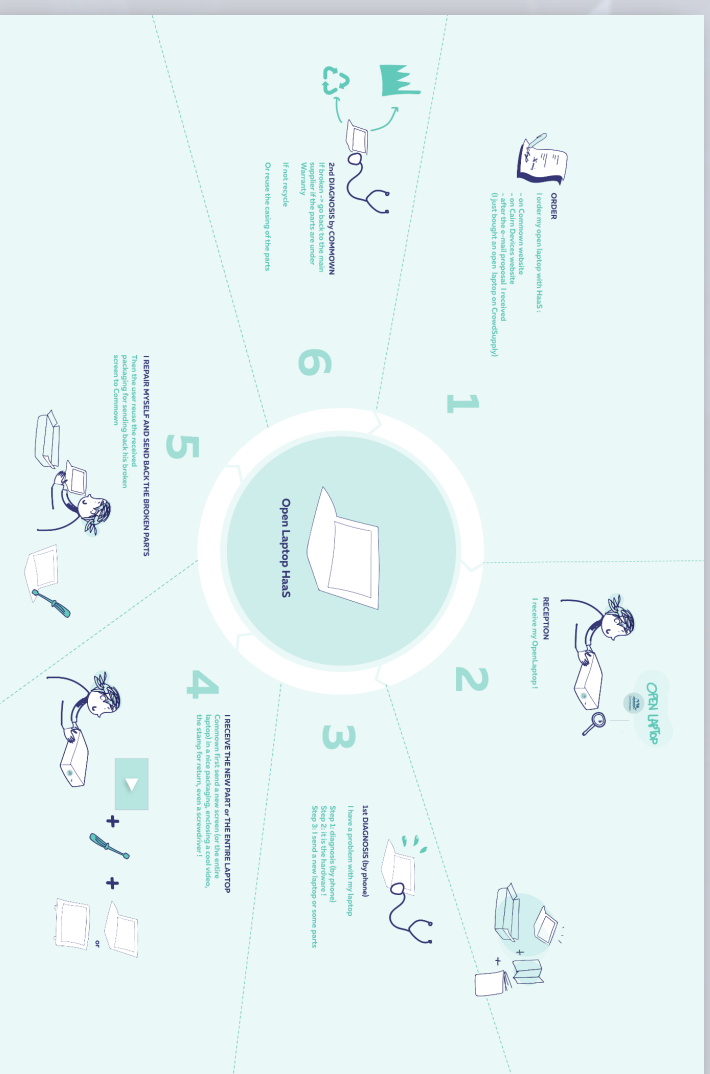 Open Laptop HaaS
1
ORDER
I order my open laptop with HaaS :
- on Commown website
- on Cairn Devices website
- after the e-mail proposal I received
(I just bought an open laptop on CrowdSupply)
2
RECEPTION
I receive my OpenLaptop !
OPEN LAPTOP
3
1st DIAGNOSIS (by phone)
I have a problem with my laptop
Step 1: diagnosis (by phone)
Step 2: it is the hardware !
Step 3: I send a new laptop or some parts
4
I RECEIVE THE NEW PART or THE ENTIRE LAPTOP
Commown first send a new screen (or the entire
laptop) in a nice packaging, enclosing a cool video,
the stamp for return, even a screwdriver !
+
+
or
5
I REPAIR MYSELF AND SEND BACK THE BROKEN PARTS
Then the user reuse the received
packaging for sending back his broken
screen to Commown
6
2nd DIAGNOSIS by COMMOWN
If broken -> go back to the main
supplier if the parts are under
Warranty
If not recycle
Or reuse the casing of the parts